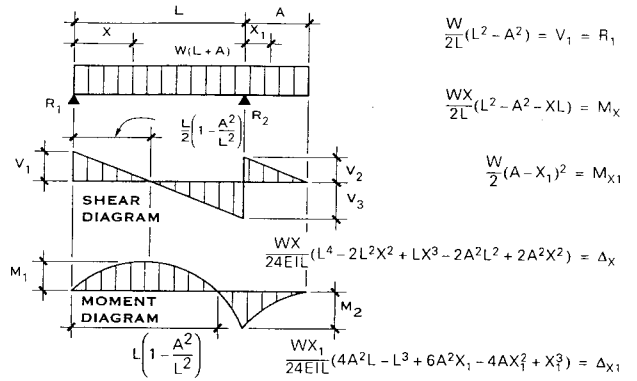 L
A
X
X₁
W(L+A)
R₁
R₂
L/2(1−A²/L²)
V₁
V₂
V₃
SHEAR
DIAGRAM
M₁
M₂
MOMENT
DIAGRAM
L(1−A²/L²)
W/2L(L²−A²) = V₁ = R₁
WX/2L(L²−A²−XL) = Mx
W/2(A−X₁)² = Mx1
WX/24EIL(L⁴−2L²X²+LX³−2A²L²+2A²X²) = Δx
WX₁/24EIL(4A²L−L³+6A²X₁−4AX₁²+X₁³) = Δx1